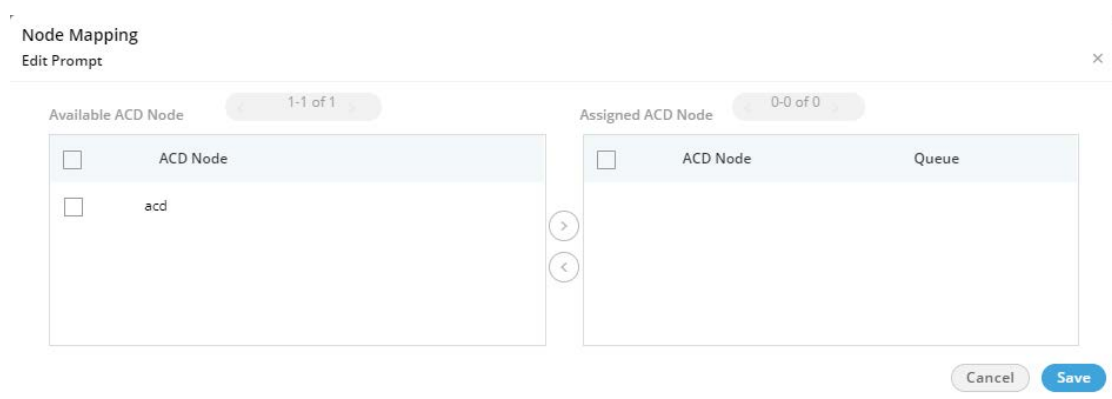 Node Mapping
Edit Prompt
Available ACD Node
1-1 of 1
Assigned ACD Node
0-0 of 0
ACD Node
ACD Node
Queue
acd
Cancel
Save